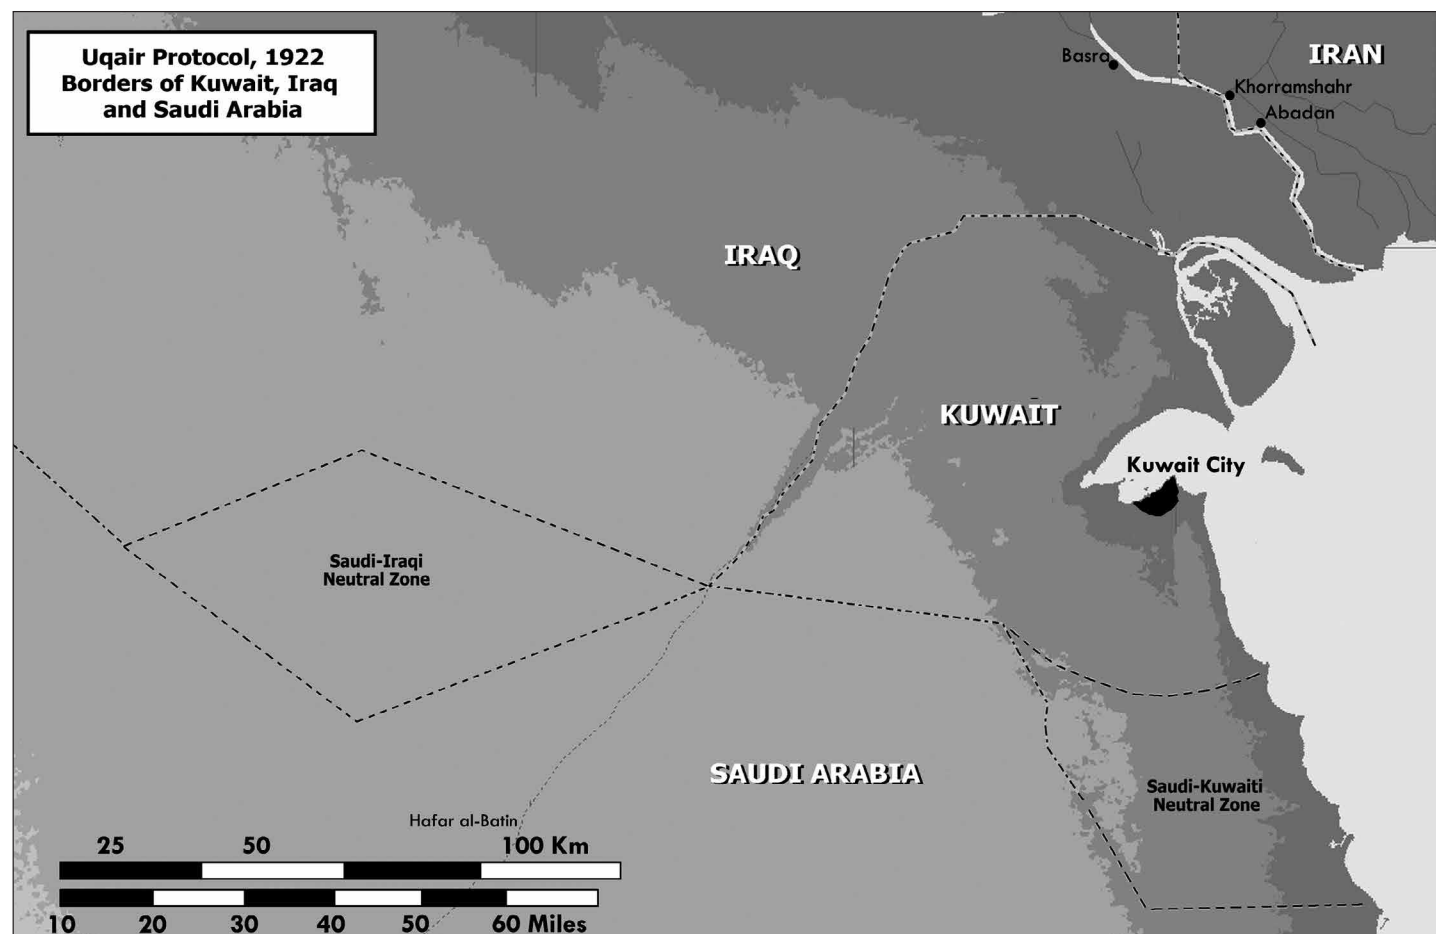 Uqair Protocol, 1922
Borders of Kuwait, Iraq
and Saudi Arabia
IRAN
Basra
Khorramshahr
Abadan
IRAQ
KUWAIT
Kuwait City
Saudi-Iraqi
Neutral Zone
SAUDI ARABIA
Saudi-Kuwaiti
Neutral Zone
Hafar al-Batin
25 50 100 Km
10 20 30 40 50 60 Miles